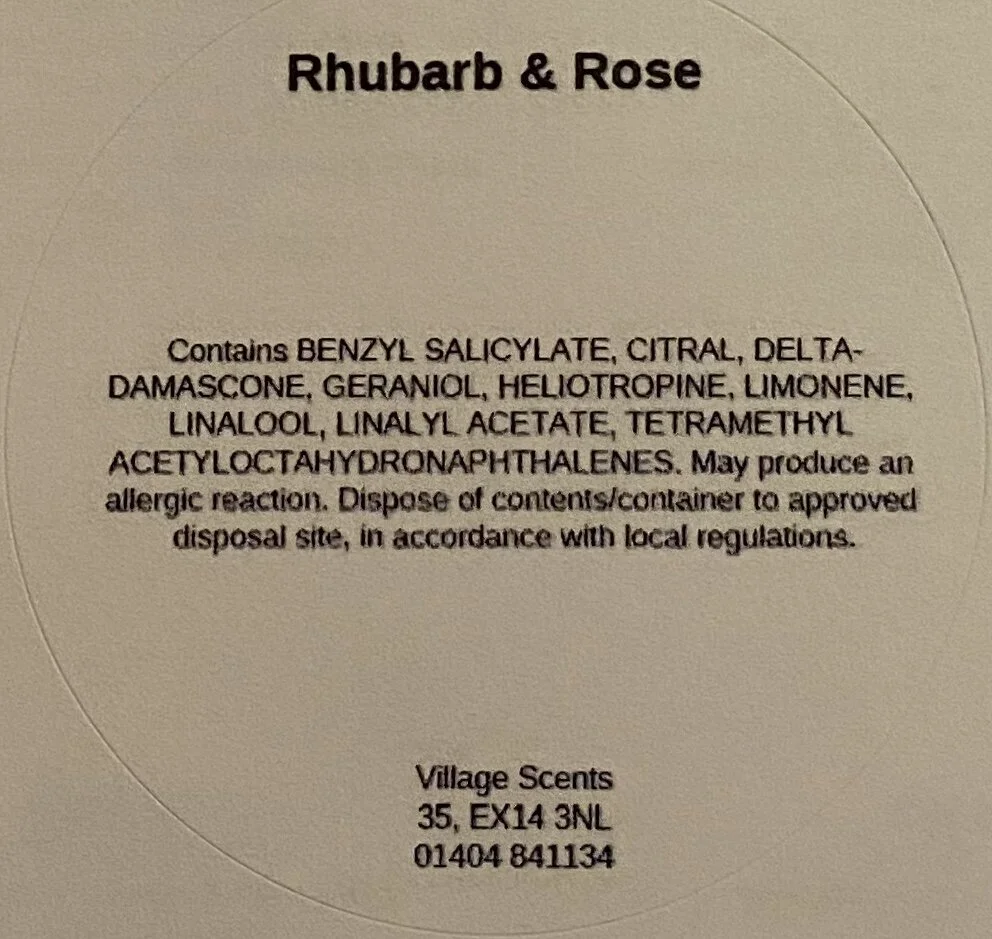 Rhubarb & Rose
Contains BENZYL SALICYLATE, CITRAL, DELTA-
DAMASCONE, GERANIOL, HELIOTROPINE, LIMONENE,
LINALOOL, LINALYL ACETATE, TETRAMETHYL
ACETYLOCTAHYDRONAPHTHALENES. May produce an
allergic reaction. Dispose of contents/container to approved
disposal site, in accordance with local regulations.
Village Scents
35, EX14 3NL
01404 841134